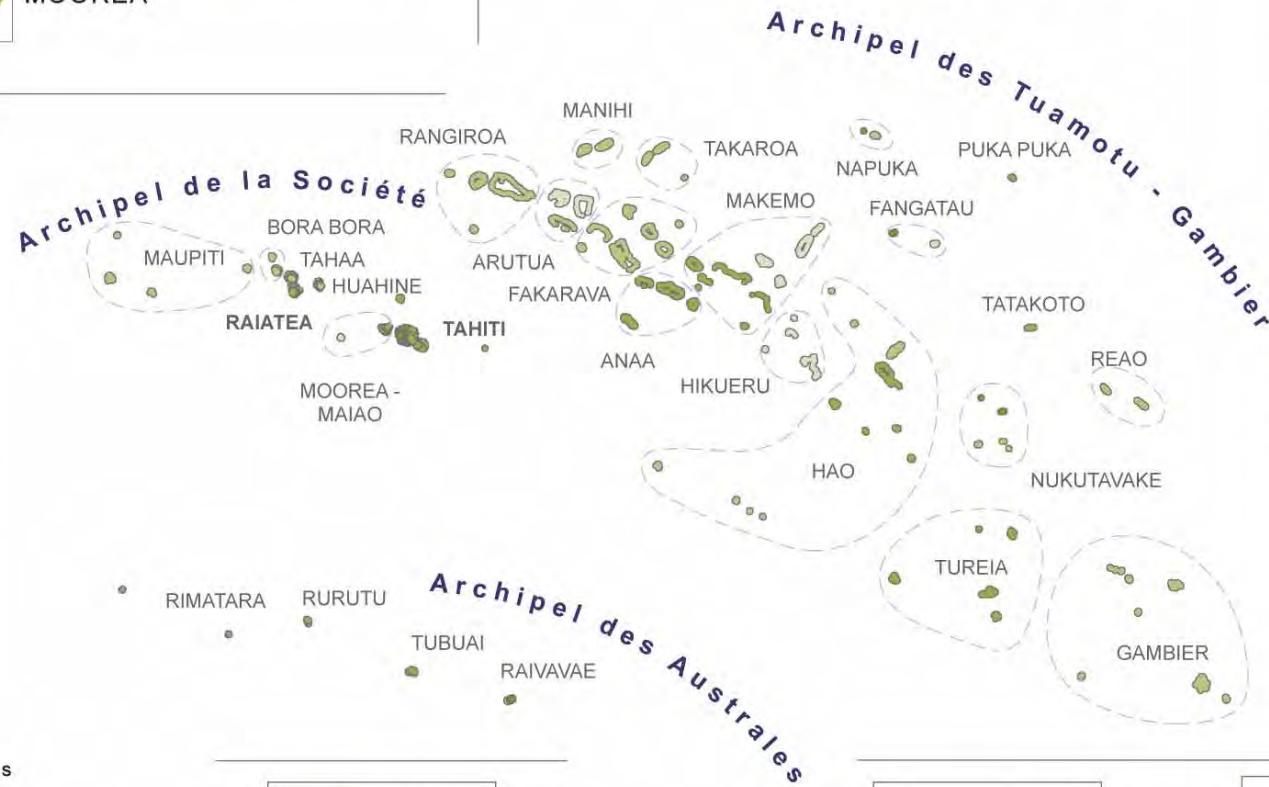 MOOREA
Archipel des Tuamotu - Gambier
MANIHI
RANGIROA
TAKAROA
NAPUKA
PUKA PUKA
Archipel de la Société
MAKEMO
FANGATAU
BORA BORA
MAUPITI
TAHAA
ARUTUA
HUAHINE
FAKARAVA
TATAKOTO
RAIATEA
TAHITI
ANAA
REAO
HIKUERU
MOOREA -
MAIAO
HAO
NUKUTAVAKE
TUREIA
Archipel des Australes
RIMATARA
RURUTU
TUBUAI
GAMBIER
RAIVAVAE
s